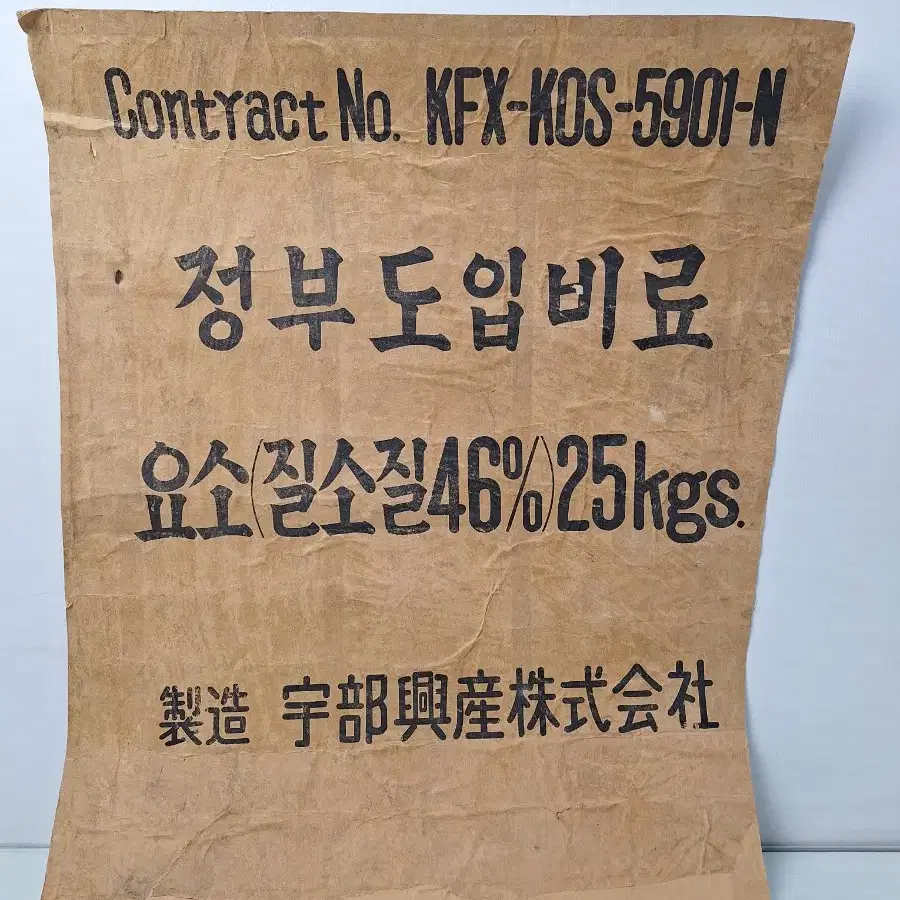 Contract No. KFX-KOS-5901-N
정부도입비료
요소(질소질46%)25kgs.
製造 宇部興産株式会社